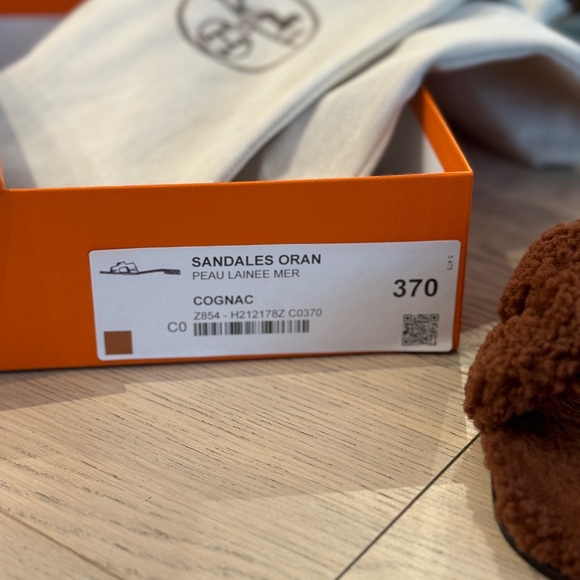 SANDALES ORAN
PEAU LAINEE MER
370
COGNAC
Z854 - H212178Z C0370
C0